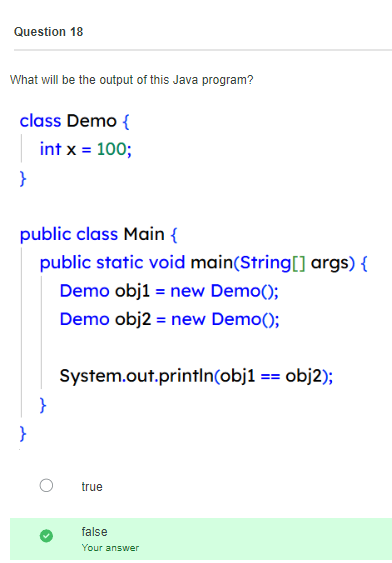 Question 18
What will be the output of this Java program?
class Demo {
int x = 100;
}
public class Main {
public static void main(String[] args) {
Demo obj1 = new Demo();
Demo obj2 = new Demo();
System.out.println(obj1 == obj2);
}
}
true
false
Your answer